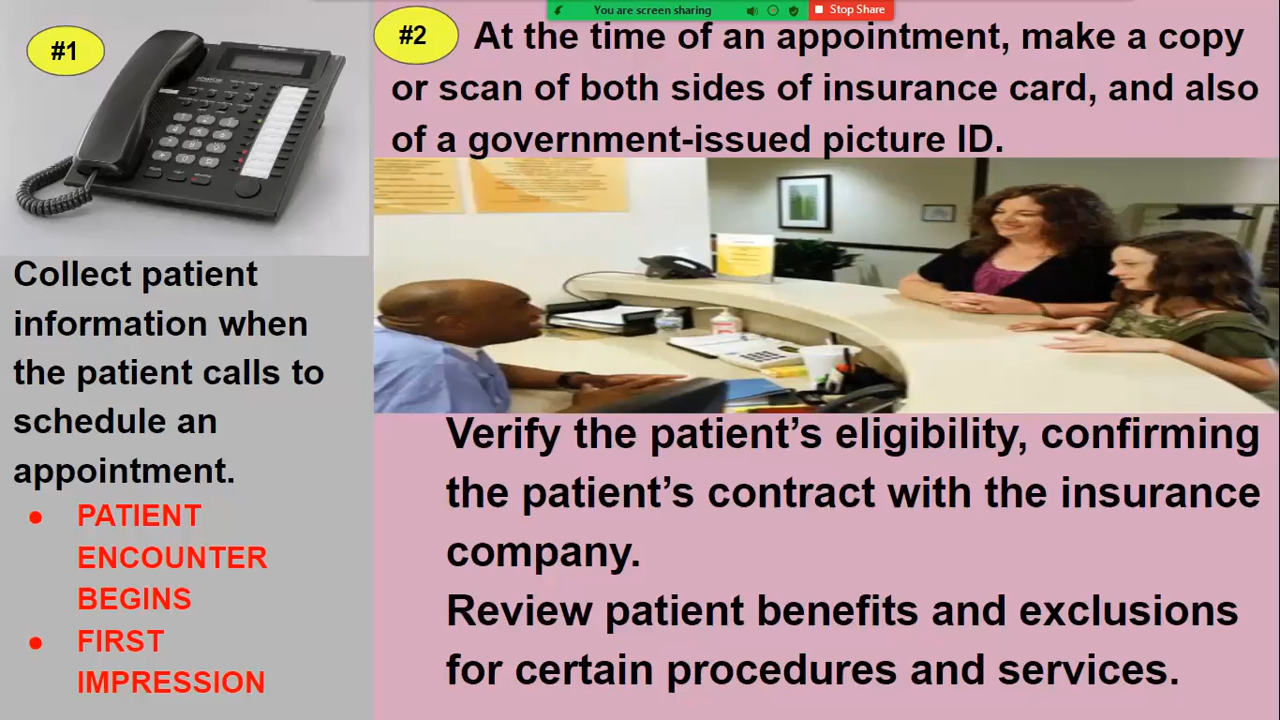 You are screen sharing
Stop Share
#1
Collect patient
information when
the patient calls to
schedule an
appointment.
• PATIENT
ENCOUNTER
BEGINS
• FIRST
IMPRESSION
#2
At the time of an appointment, make a copy
or scan of both sides of insurance card, and also
of a government-issued picture ID.
Verify the patient’s eligibility, confirming
the patient’s contract with the insurance
company.
Review patient benefits and exclusions
for certain procedures and services.